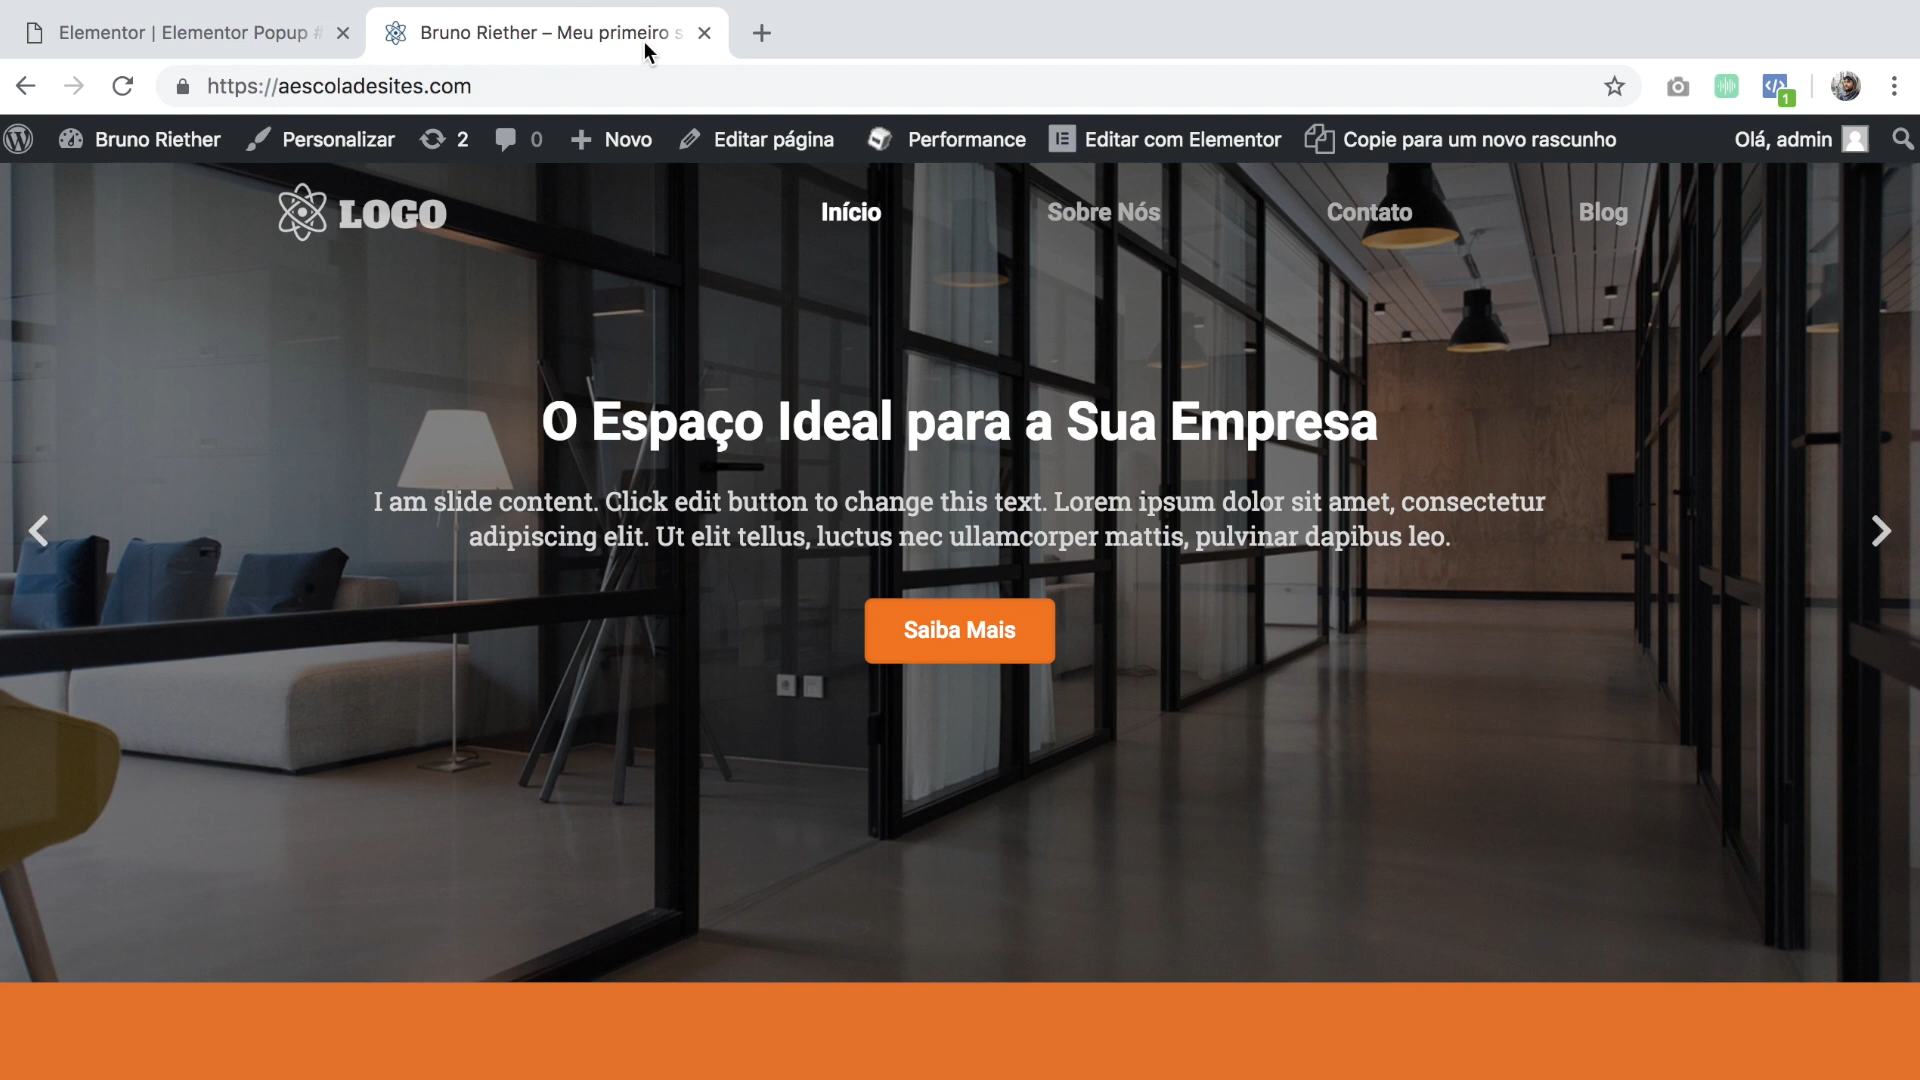 Elementor | Elementor Popup #
Bruno Riether – Meu primeiro s
https://aescoladesites.com
1
Bruno Riether
Personalizar
2
0
Novo
Editar página
Performance
Editar com Elementor
Copie para um novo rascunho
Olá, admin
LOGO
Início
Sobre Nós
Contato
Blog
O Espaço Ideal para a Sua Empresa
I am slide content. Click edit button to change this text. Lorem ipsum dolor sit amet, consectetur
adipiscing elit. Ut elit tellus, luctus nec ullamcorper mattis, pulvinar dapibus leo.
Saiba Mais